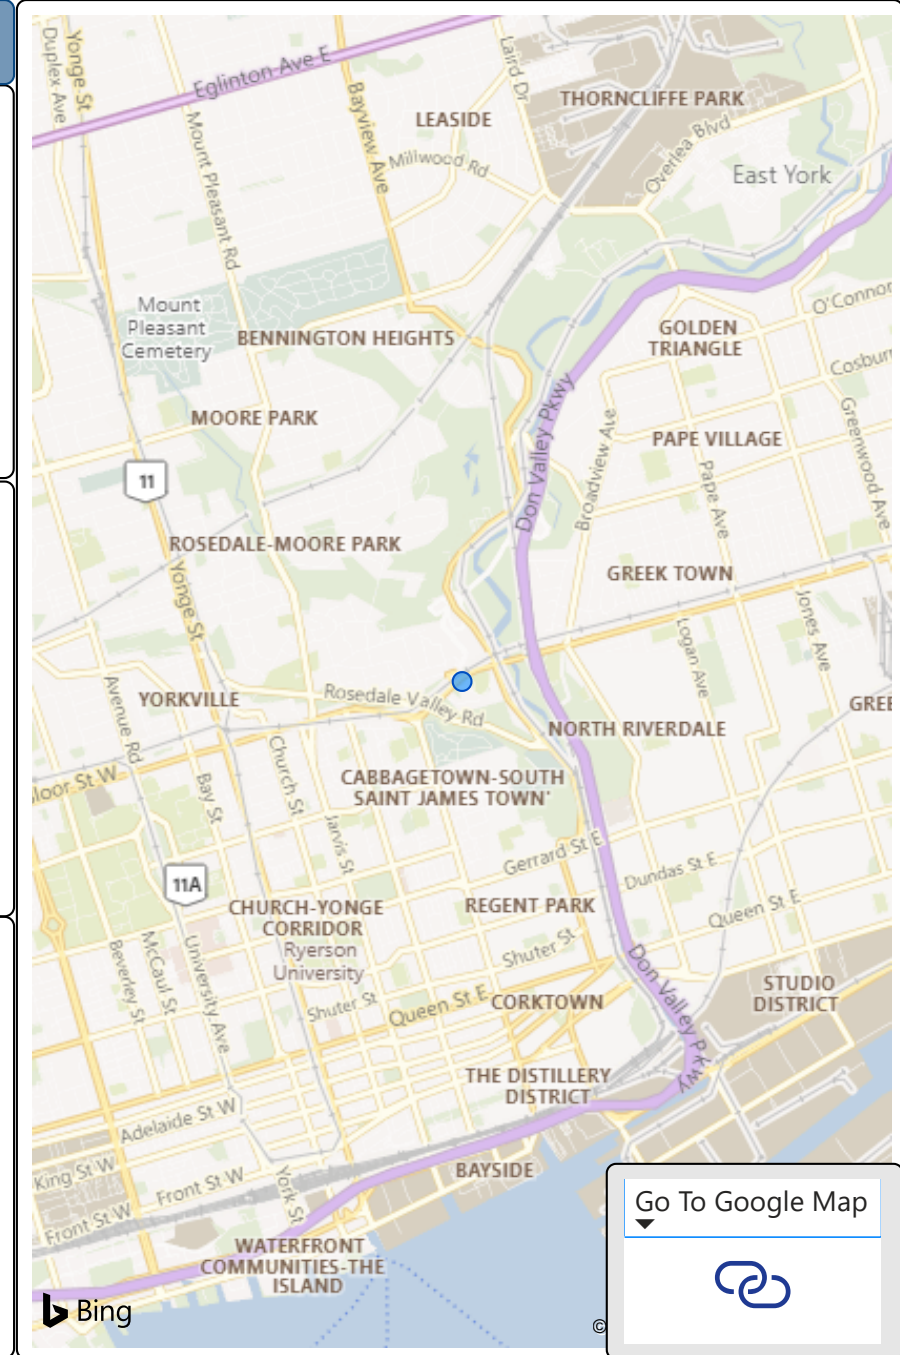 Eglinton Ave E
Yonge St
Duplex Ave
Mount Pleasant Rd
Bayview Ave
Laird Dr
LEASIDE
THORNCLIFFE PARK
Millwood Rd
Overlea Blvd
East York
Mount
Pleasant
Cemetery
BENNINGTON HEIGHTS
GOLDEN
TRIANGLE
O'Connor
Cosburn
MOORE PARK
Don Valley Pkwy
Broadview Ave
PAPE VILLAGE
Pape Ave
Greenwood Ave
11
ROSEDALE-MOORE PARK
Yonge St
GREEK TOWN
Logan Ave
Jones Ave
YORKVILLE
Avenue Rd
Rosedale Valley Rd
NORTH RIVERDALE
GREE
Bloor St W
Bay St
Church St
Jarvis St
CABBAGETOWN-SOUTH
SAINT JAMES TOWN'
Gerrard St E
Dundas St E
11A
CHURCH-YONGE
CORRIDOR
Ryerson
University
REGENT PARK
Queen St E
Beverley St
McCaul St
University Ave
Shuter St
Shuter St
Queen St E
CORKTOWN
Don Valley Pkwy
STUDIO
DISTRICT
THE DISTILLERY
DISTRICT
Adelaide St W
King St W
Front St W
Front St W
York St
BAYSIDE
WATERFRONT
COMMUNITIES-THE
ISLAND
Bing
©
Go To Google Map